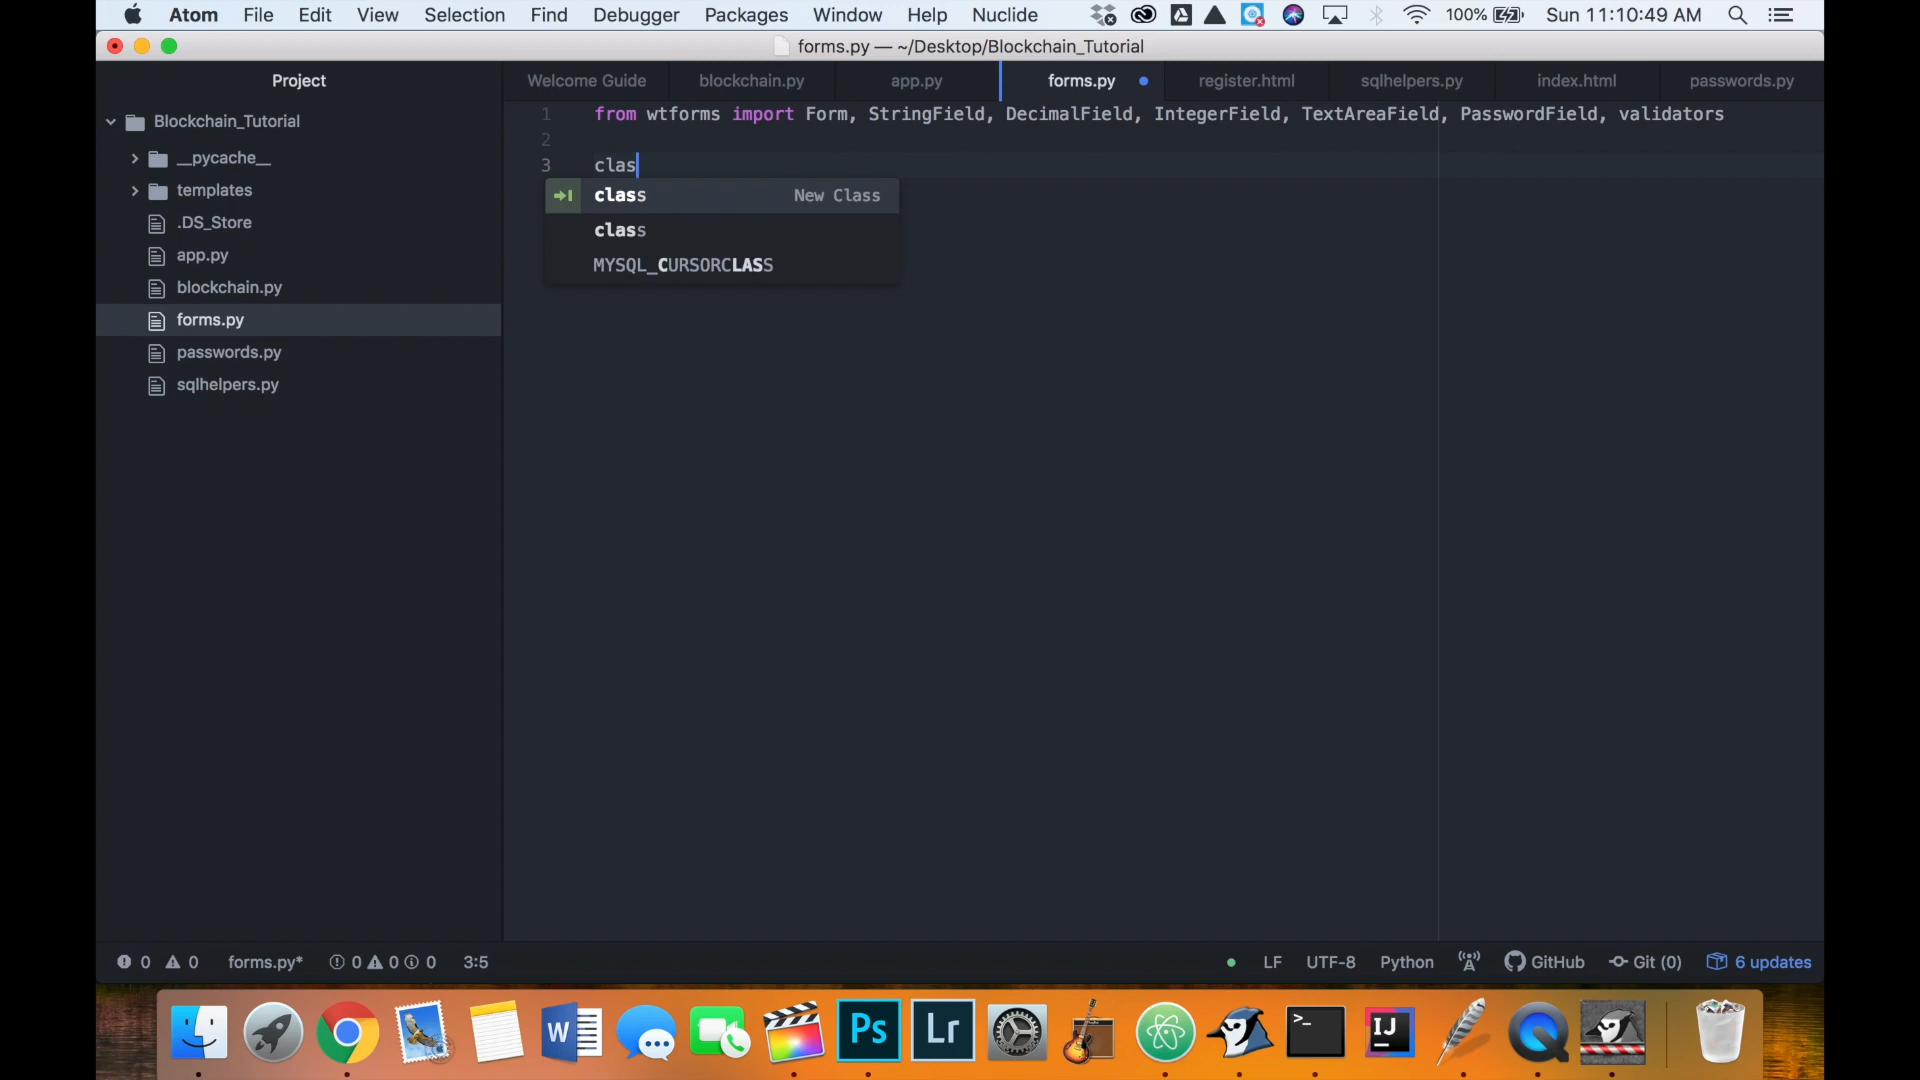 Atom File Edit View Selection Find Debugger Packages Window Help Nuclide 100% Sun 11:10:49 AM
forms.py — ~/Desktop/Blockchain_Tutorial
Project
Welcome Guide blockchain.py app.py forms.py register.html sqlhelpers.py index.html passwords.py
Blockchain_Tutorial
__pycache__
templates
.DS_Store
app.py
blockchain.py
forms.py
passwords.py
sqlhelpers.py
1 from wtforms import Form, StringField, DecimalField, IntegerField, TextAreaField, PasswordField, validators
2
3 clas
class New Class
class
MYSQL_CURSORCLASS
0 0 forms.py* 0 0 0 3:5 LF UTF-8 Python GitHub Git (0) 6 updates
W Ps Lr >_ IJ